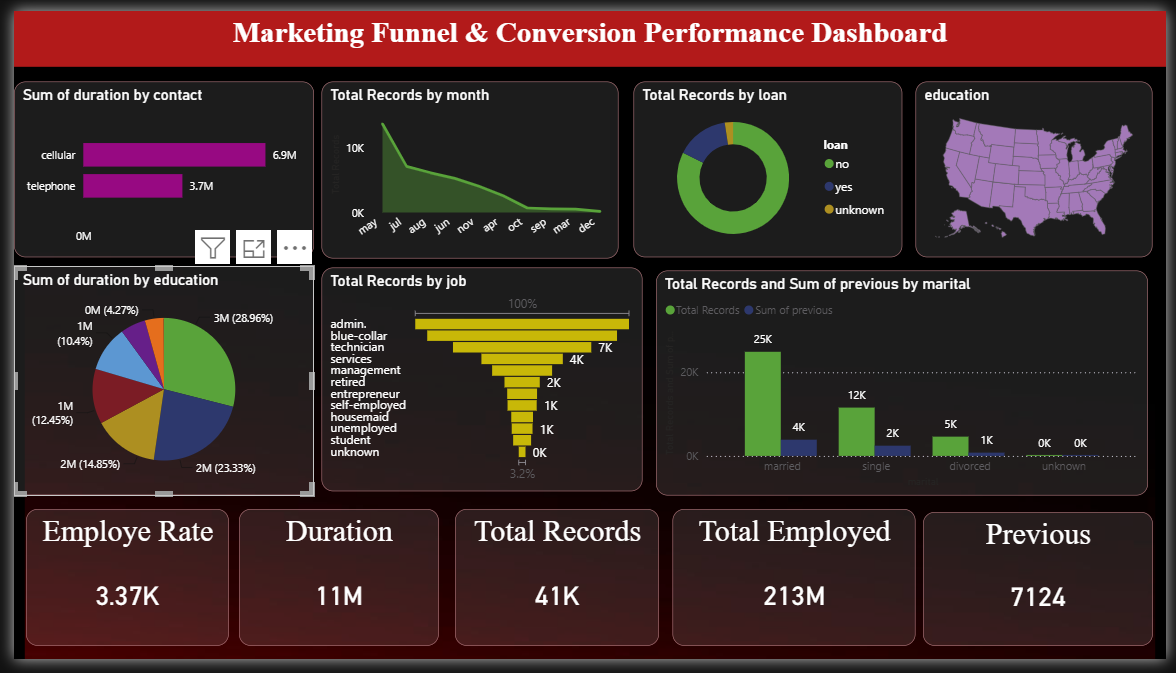 Marketing Funnel & Conversion Performance Dashboard
Sum of duration by contact
cellular
6.9M
telephone
3.7M
0M
Total Records by month
10K
0K
may
jul
aug
jun
nov
apr
oct
sep
mar
dec
Total Records by loan
loan
no
yes
unknown
education
Sum of duration by education
0M (4.27%)
3M (28.96%)
1M
(10.4%)
1M
(12.45%)
2M (14.85%)
2M (23.33%)
Total Records by job
100%
admin.
blue-collar
technician
7K
services
4K
management
retired
2K
entrepreneur
self-employed
1K
housemaid
unemployed
1K
student
unknown
0K
3.2%
Total Records and Sum of previous by marital
Total Records
Sum of previous
20K
0K
25K
4K
12K
2K
5K
1K
0K
0K
married
single
divorced
unknown
Employe Rate
3.37K
Duration
11M
Total Records
41K
Total Employed
213M
Previous
7124